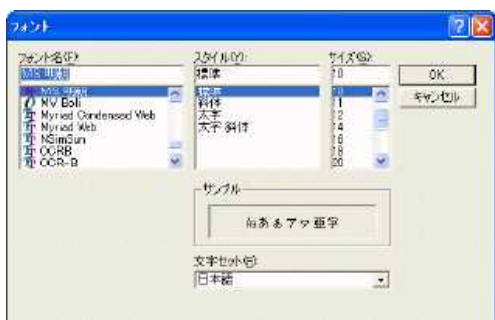 フォント
フォント名(F):
スタイル(Y):
サイズ(S):
MS 明朝
標準
10
OK
キャンセル
MS 明朝
MV Boli
Myriad Condensed Web
Myriad Web
NSimSun
OCRB
OCR-B
標準
斜体
太字
太字 斜体
10
11
12
14
16
18
20
サンプル
あぁアァ亜宇
文字セット(R):
日本語